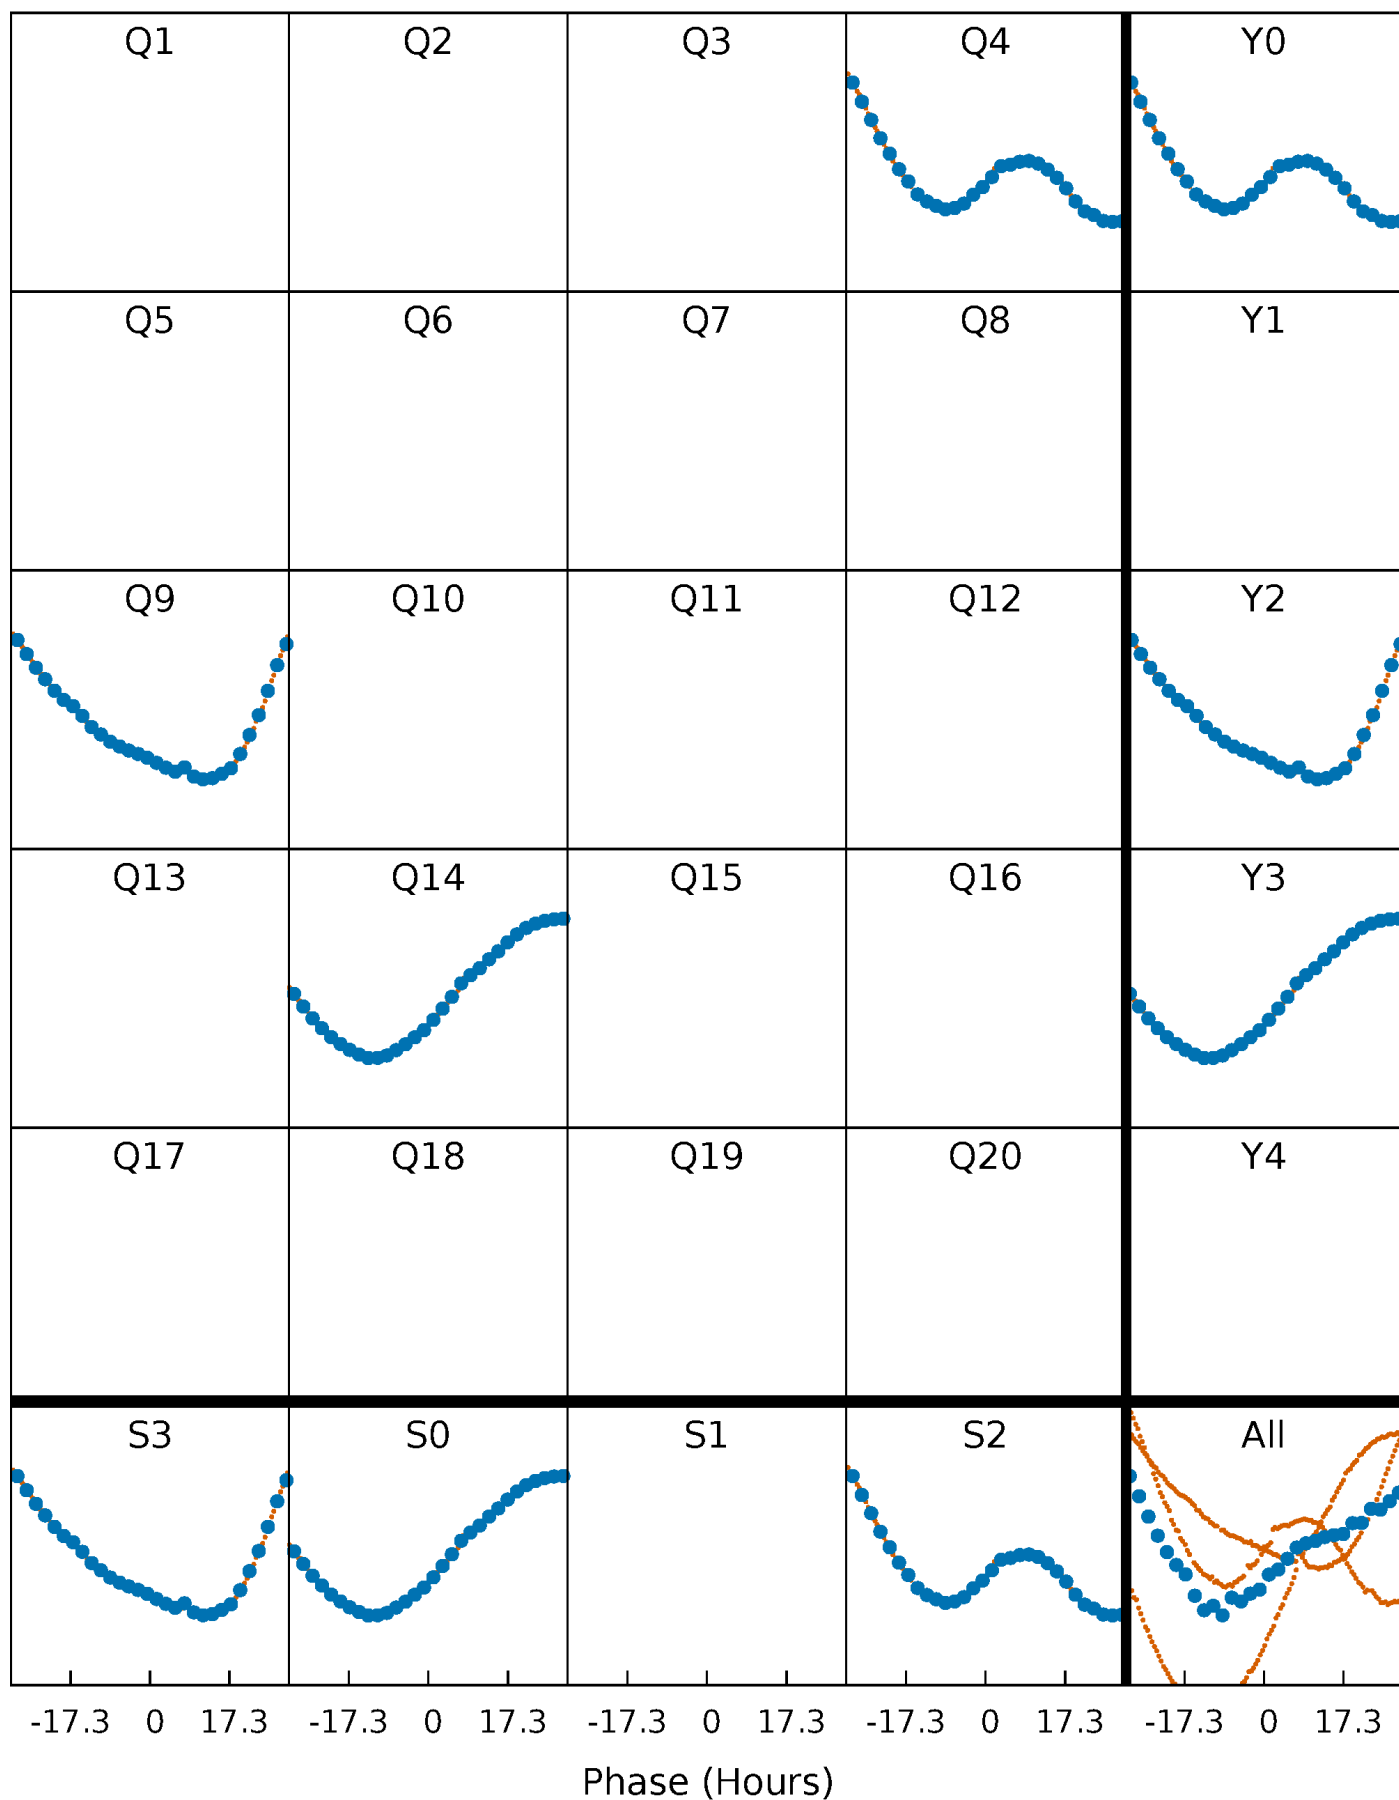 Q1 Q2 Q3 Q4 Y0
Q5 Q6 Q7 Q8 Y1
Q9 Q10 Q11 Q12 Y2
Q13 Q14 Q15 Q16 Y3
Q17 Q18 Q19 Q20 Y4
S3 S0 S1 S2 All
-17.3 0 17.3 -17.3 0 17.3 -17.3 0 17.3 -17.3 0 17.3 -17.3 0 17.3
Phase (Hours)